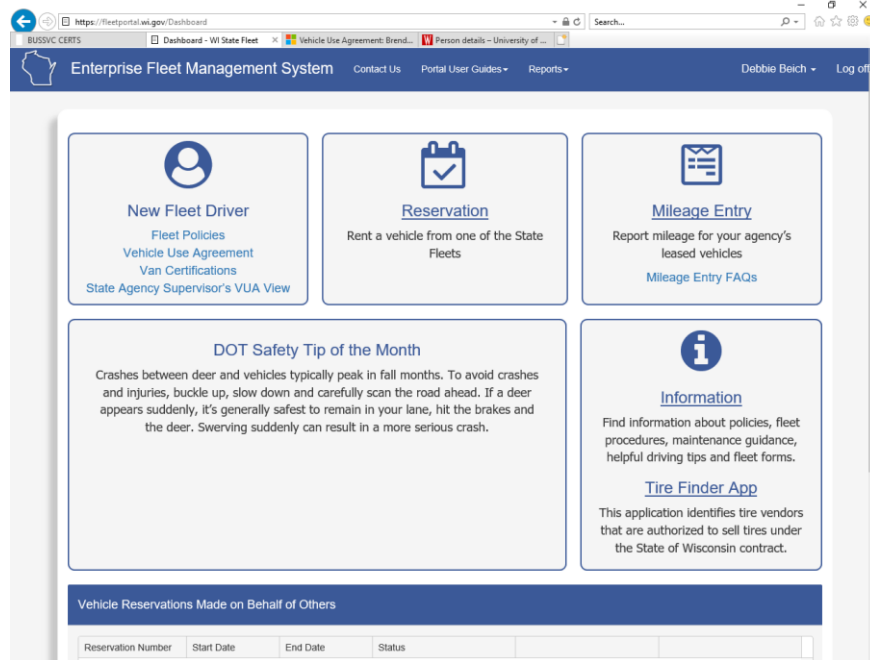 https://fleetportal.wi.gov/Dashboard
Search...
BUSSVC CERTS
Dashboard - WI State Fleet
Vehicle Use Agreement: Brend...
Person details – University of ...
Enterprise Fleet Management System
Contact Us
Portal User Guides
Reports
Debbie Beich
Log off
New Fleet Driver
Fleet Policies
Vehicle Use Agreement
Van Certifications
State Agency Supervisor's VUA View
Reservation
Rent a vehicle from one of the State
Fleets
Mileage Entry
Report mileage for your agency's
leased vehicles
Mileage Entry FAQs
DOT Safety Tip of the Month
Crashes between deer and vehicles typically peak in fall months. To avoid crashes
and injuries, buckle up, slow down and carefully scan the road ahead. If a deer
appears suddenly, it's generally safest to remain in your lane, hit the brakes and
the deer. Swerving suddenly can result in a more serious crash.
Information
Find information about policies, fleet
procedures, maintenance guidance,
helpful driving tips and fleet forms.
Tire Finder App
This application identifies tire vendors
that are authorized to sell tires under
the State of Wisconsin contract.
Vehicle Reservations Made on Behalf of Others
Reservation Number Start Date End Date Status